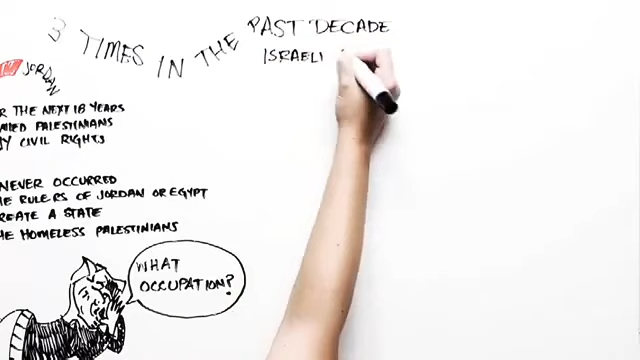 3 TIMES IN THE PAST DECADE
ISRAELI
JORDAN
R THE NEXT 18 YEARS
NIED PALESTINIANS
Y CIVIL RIGHTS
NEVER OCCURRED
HE RULERS OF JORDAN OR EGYPT
REATE A STATE
HE HOMELESS PALESTINIANS
WHAT
OCCUPATION?